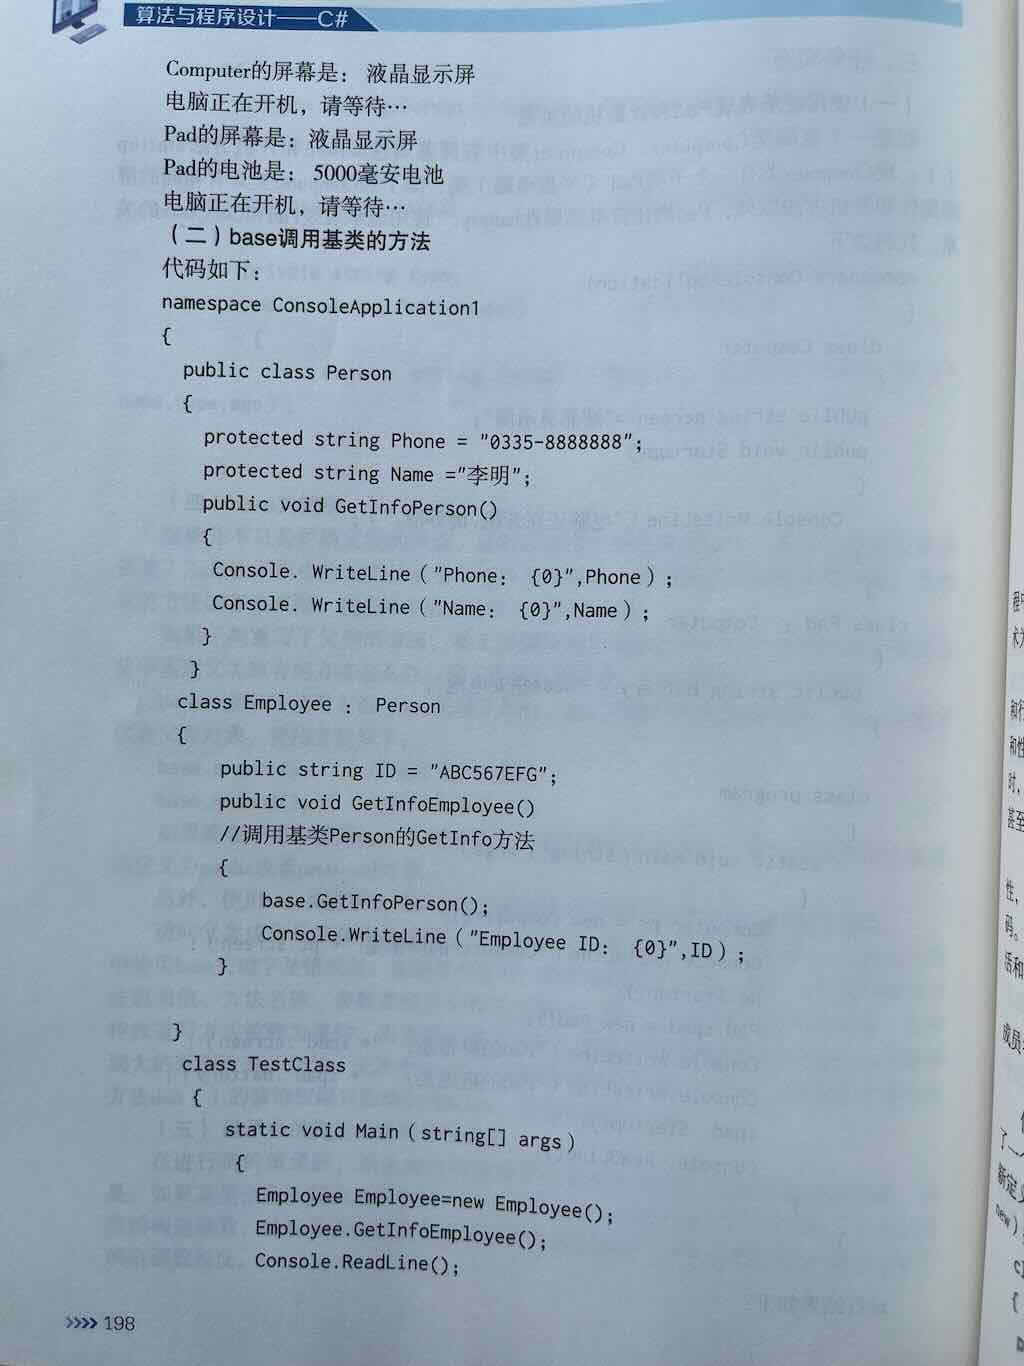 算法与程序设计——C#
Computer的屏幕是: 液晶显示屏
电脑正在开机，请等待…
Pad的屏幕是: 液晶显示屏
Pad的电池是: 5000毫安电池
电脑正在开机，请等待…
（二）base调用基类的方法
代码如下:
namespace ConsoleApplication1
{
public class Person
{
protected string Phone = "0335-8888888";
protected string Name ="李明";
public void GetInfoPerson()
{
Console. WriteLine ("Phone: {0}",Phone) ;
Console. WriteLine ("Name: {0}",Name) ;
}
}
class Employee : Person
{
public string ID = "ABC567EFG";
public void GetInfoEmployee()
//调用基类Person的GetInfo方法
{
base.GetInfoPerson();
Console.WriteLine ("Employee ID: {0}",ID) ;
}
}
class TestClass
{
static void Main (string[] args)
{
Employee Employee=new Employee();
Employee.GetInfoEmployee();
Console.ReadLine();
>>>> 198